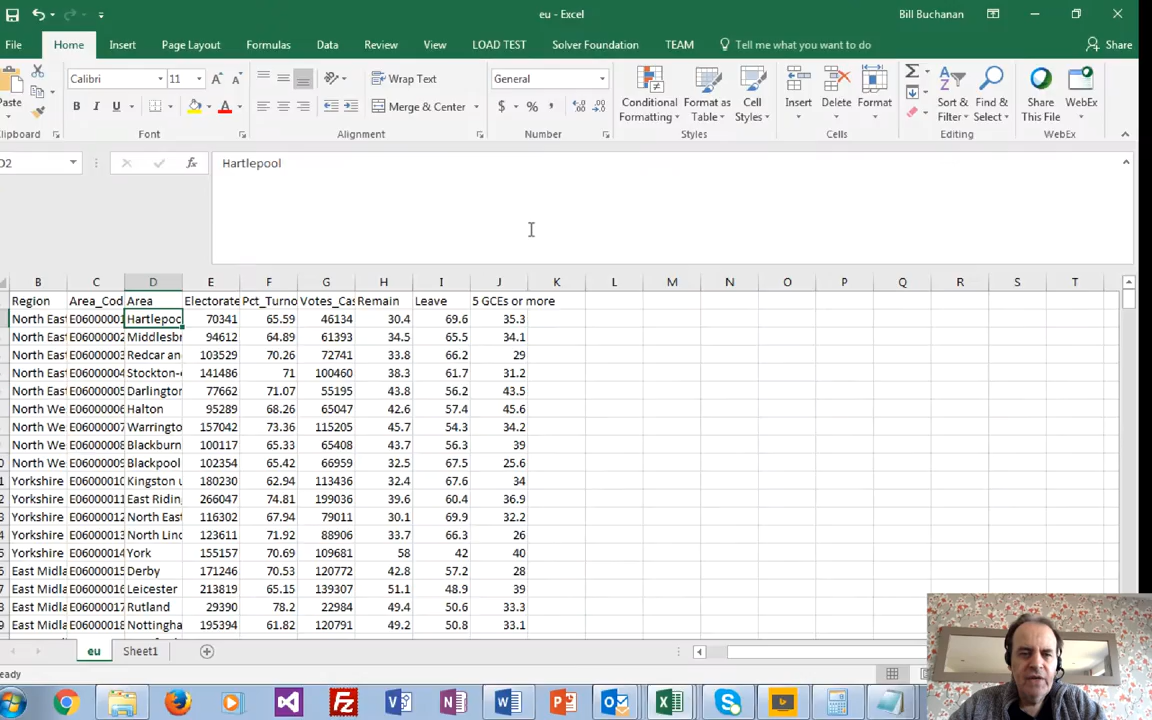 eu - Excel
Bill Buchanan
File Home Insert Page Layout Formulas Data Review View LOAD TEST Solver Foundation TEAM Tell me what you want to do Share
Calibri 11 Wrap Text General
Paste B I U Merge & Center $ % Conditional Formatting Format as Table Cell Styles Insert Delete Format Sort & Filter Find & Select Share This File WebEx
Clipboard Font Alignment Number Styles Cells Editing WebEx
D2 fx Hartlepool
B C D E F G H I J K L M N O P Q R S T
Region Area_Cod Area Electorate Pct_Turno Votes_Cas Remain Leave 5 GCEs or more
North Eas E06000001 Hartlepoo 70341 65.59 46134 30.4 69.6 35.3
North Eas E06000002 Middlesbr 94612 64.89 61393 34.5 65.5 34.1
North Eas E06000003 Redcar an 103529 70.26 72741 33.8 66.2 29
North Eas E06000004 Stockton- 141486 71 100460 38.3 61.7 31.2
North Eas E06000005 Darlington 77662 71.07 55195 43.8 56.2 43.5
North We E06000006 Halton 95289 68.26 65047 42.6 57.4 45.6
North We E06000007 Warringto 157042 73.36 115205 45.7 54.3 34.2
North We E06000008 Blackburn 100117 65.33 65408 43.7 56.3 39
North We E06000009 Blackpool 102354 65.42 66959 32.5 67.5 25.6
Yorkshire E06000010 Kingston u 180230 62.94 113436 32.4 67.6 34
Yorkshire E06000011 East Ridin 266047 74.81 199036 39.6 60.4 36.9
Yorkshire E06000012 North East 116302 67.94 79011 30.1 69.9 32.2
Yorkshire E06000013 North Linc 123611 71.92 88906 33.7 66.3 26
Yorkshire E06000014 York 155157 70.69 109681 58 42 40
East Midla E06000015 Derby 171246 70.53 120772 42.8 57.2 28
East Midla E06000016 Leicester 213819 65.15 139307 51.1 48.9 39
East Midla E06000017 Rutland 29390 78.2 22984 49.4 50.6 33.3
East Midla E06000018 Nottingha 195394 61.82 120791 49.2 50.8 33.1
eu Sheet1
eady